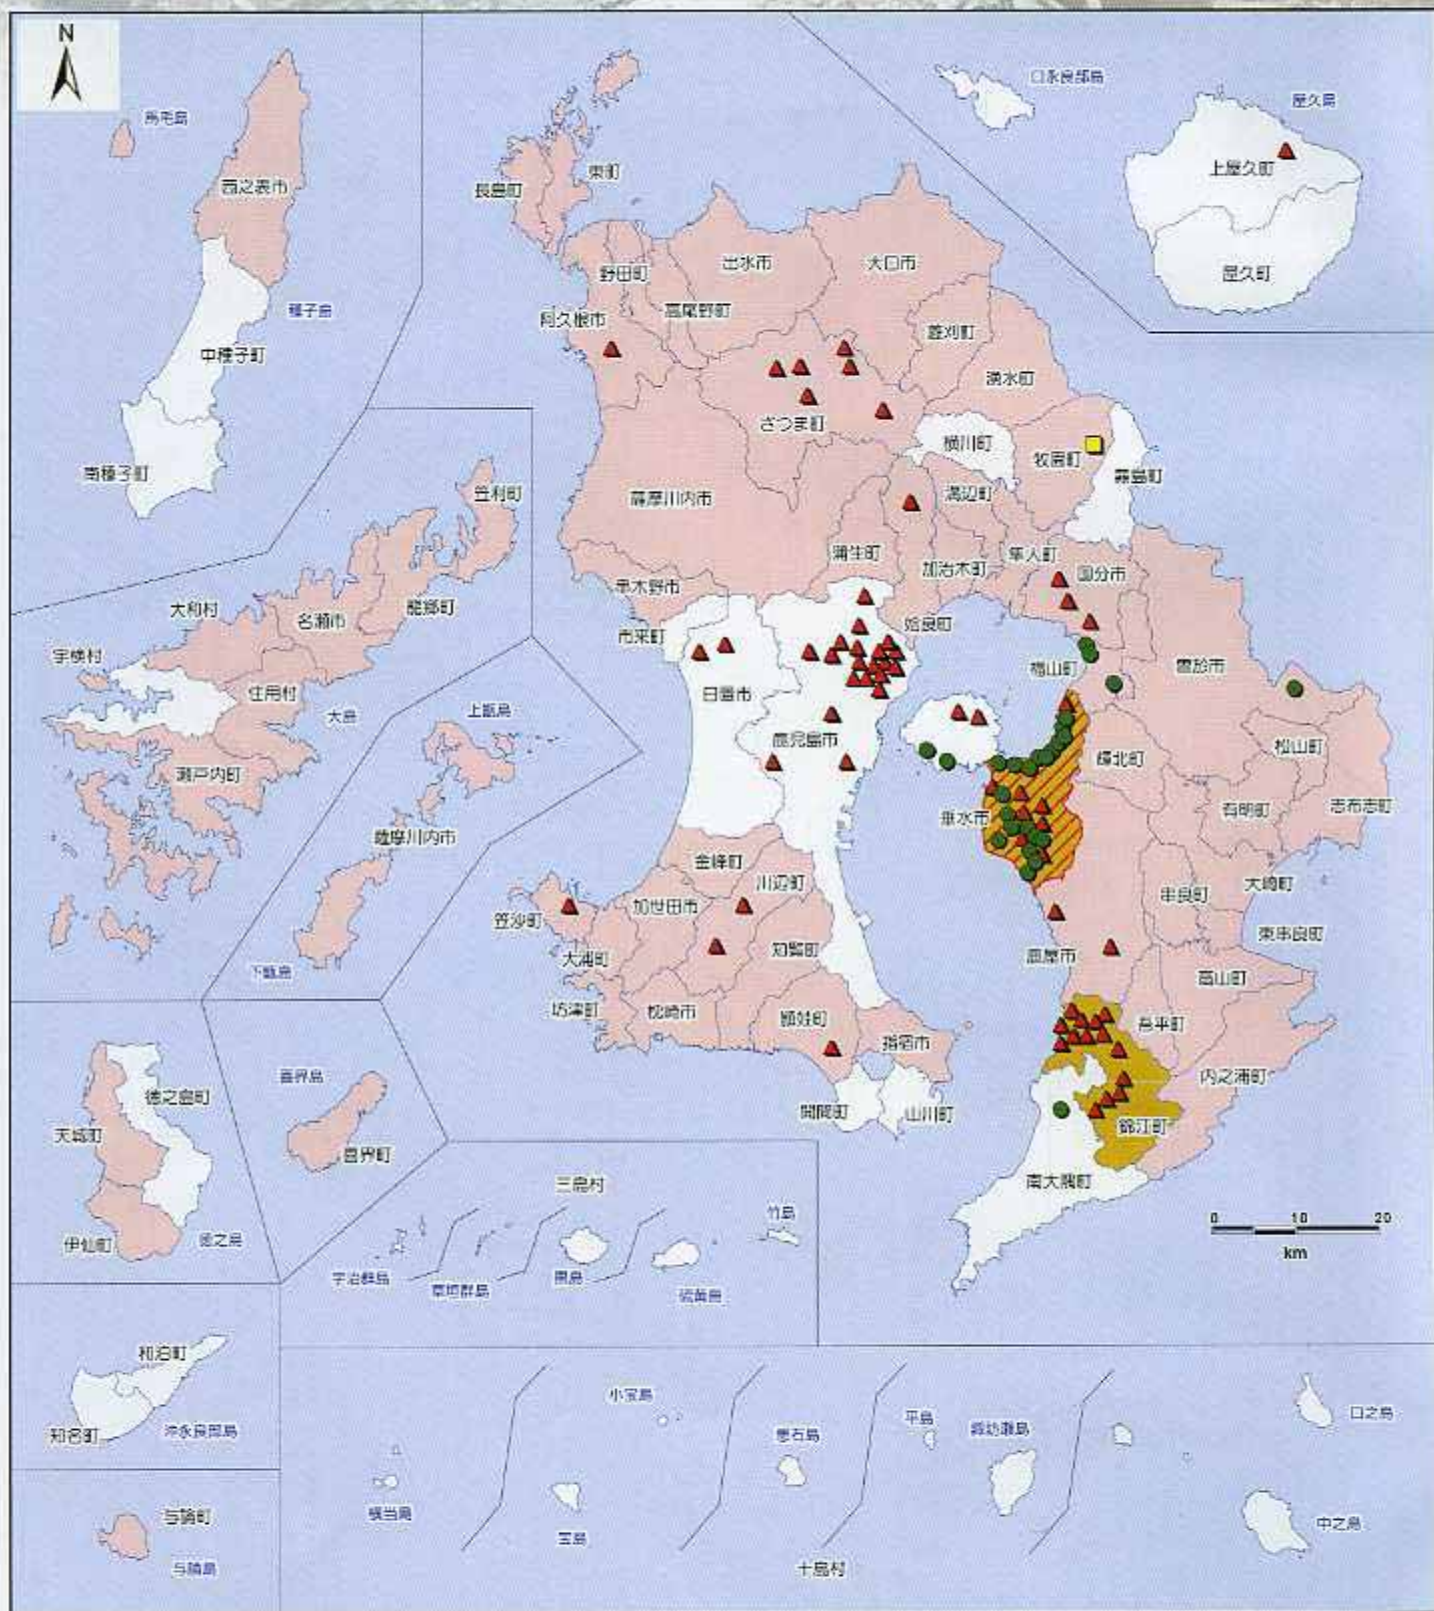 N
馬毛島
西之表市
種子島
中種子町
南種子町
口永良部島
屋久島
上屋久町
屋久町
長島町
東町
野田町
出水市
大口市
高尾野町
阿久根市
菱刈町
湧水町
さつま町
横川町
牧園町
霧島町
薩摩川内市
溝辺町
蒲生町
隼人町
加治木町
国分市
串木野市
市来町
姶良町
福山町
曽於市
日置市
鹿児島市
輝北町
松山町
有明町
志布志町
垂水市
金峰町
川辺町
加世田市
笠沙町
知覧町
大浦町
坊津町
枕崎市
頴娃町
指宿市
開聞町
山川町
串良町
大崎町
東串良町
鹿屋市
高山町
吾平町
内之浦町
錦江町
南大隅町
0 10 20
km
笠利町
大和村
名瀬市
龍郷町
宇検村
住用村
大島
瀬戸内町
上甑島
薩摩川内市
下甑島
徳之島町
天城町
伊仙町
徳之島
喜界島
喜界町
三島村
竹島
宇治群島
草垣群島
黒島
硫黄島
和泊町
知名町
沖永良部島
与論町
与論島
小宝島
悪石島
平島
諏訪瀬島
口之島
横当島
宝島
中之島
十島村